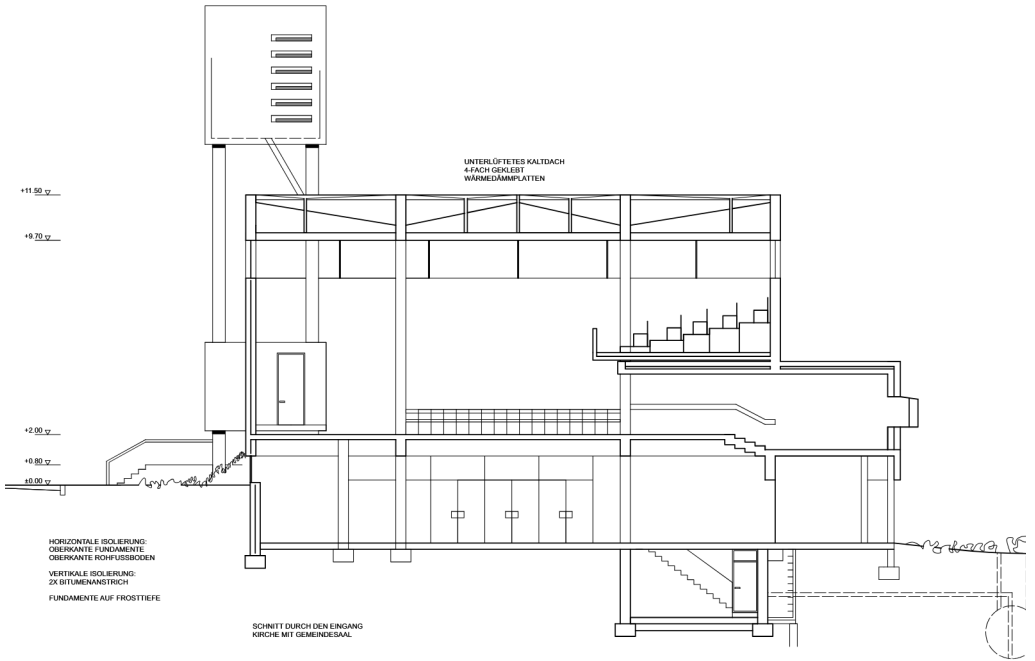 UNTERLÜFTETES KALTDACH
4-FACH GEKLEBT
WÄRMEDÄMMPLATTEN
+11.50
+9.70
+2.00
+0.80
±0.00
HORIZONTALE ISOLIERUNG:
OBERKANTE FUNDAMENTE
OBERKANTE ROHFUSSBODEN
VERTIKALE ISOLIERUNG:
2X BITUMENANSTRICH
FUNDAMENTE AUF FROSTTIEFE
SCHNITT DURCH DEN EINGANG
KIRCHE MIT GEMEINDESAAL